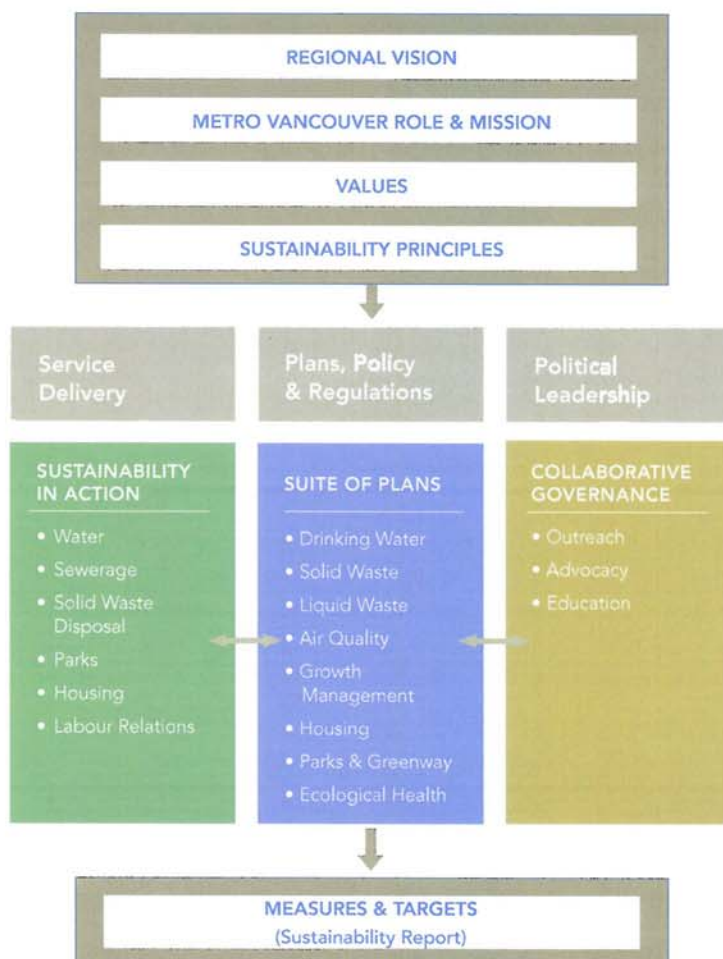 REGIONAL VISION
METRO VANCOUVER ROLE & MISSION
VALUES
SUSTAINABILITY PRINCIPLES
Service
Delivery
Plans, Policy
& Regulations
Political
Leadership
SUSTAINABILITY
IN ACTION
• Water
• Sewerage
• Solid Waste
Disposal
• Parks
• Housing
• Labour Relations
SUITE OF PLANS
• Drinking Water
• Solid Waste
• Liquid Waste
• Air Quality
• Growth
Management
• Housing
• Parks & Greenway
• Ecological Health
COLLABORATIVE
GOVERNANCE
• Outreach
• Advocacy
• Education
MEASURES & TARGETS
(Sustainability Report)